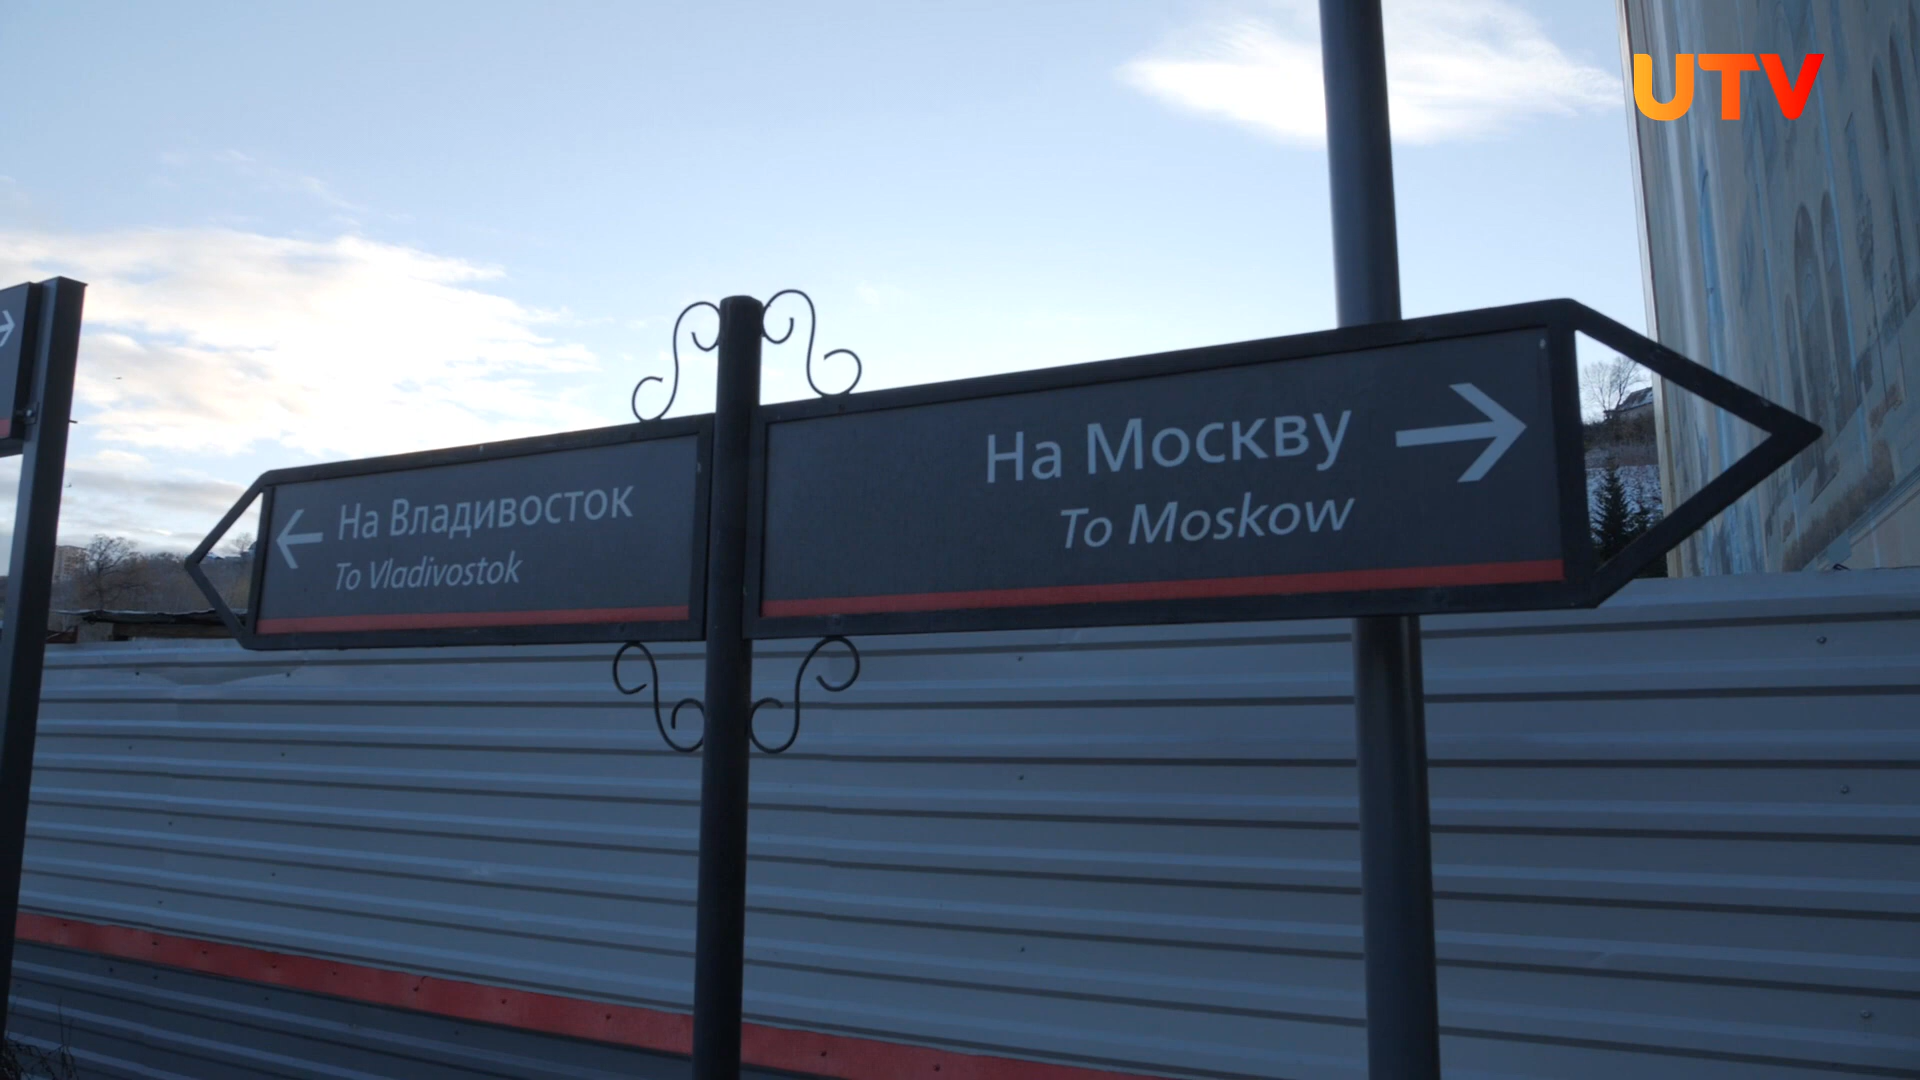 UTV
На Владивосток
To Vladivostok
На Москву
To Moskow